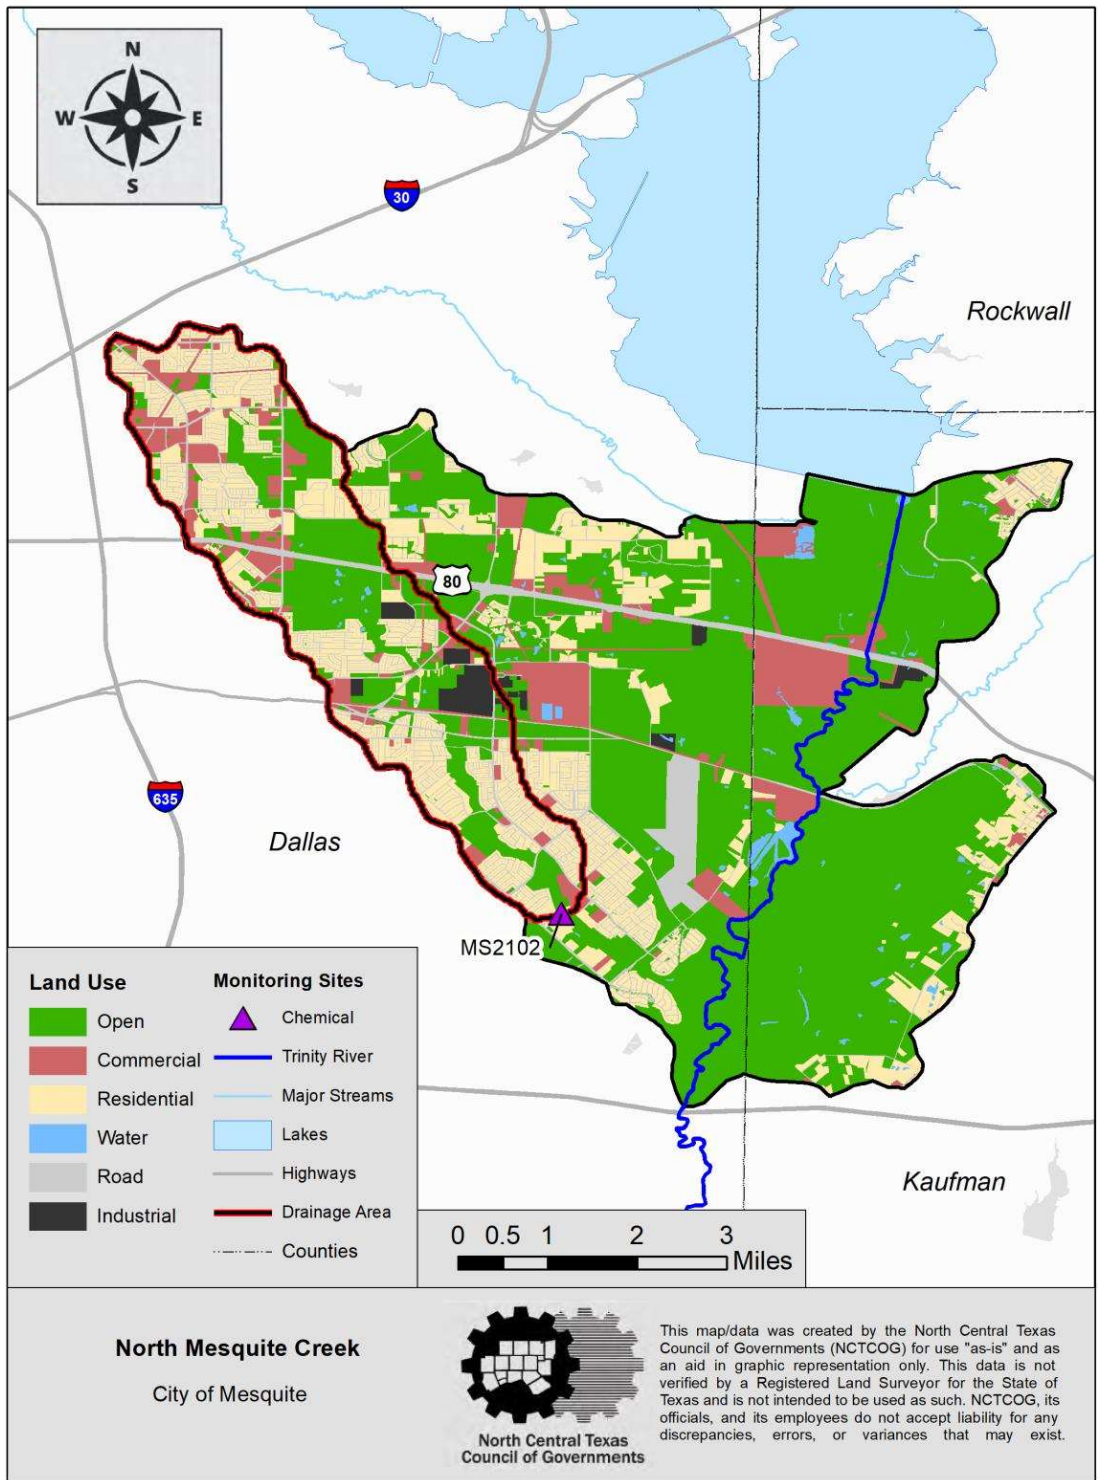 N
W E
S
30
Rockwall
80
635
Dallas
MS2102
Kaufman
Land Use
Open
Commercial
Residential
Water
Road
Industrial
Monitoring Sites
Chemical
Trinity River
Major Streams
Lakes
Highways
Drainage Area
Counties
0 0.5 1 2 3
Miles
North Mesquite Creek
City of Mesquite
North Central Texas
Council of Governments
This map/data was created by the North Central Texas
Council of Governments (NCTCOG) for use "as-is" and as
an aid in graphic representation only. This data is not
verified by a Registered Land Surveyor for the State of
Texas and is not intended to be used as such. NCTCOG, its
officials, and its employees do not accept liability for any
discrepancies, errors, or variances that may exist.